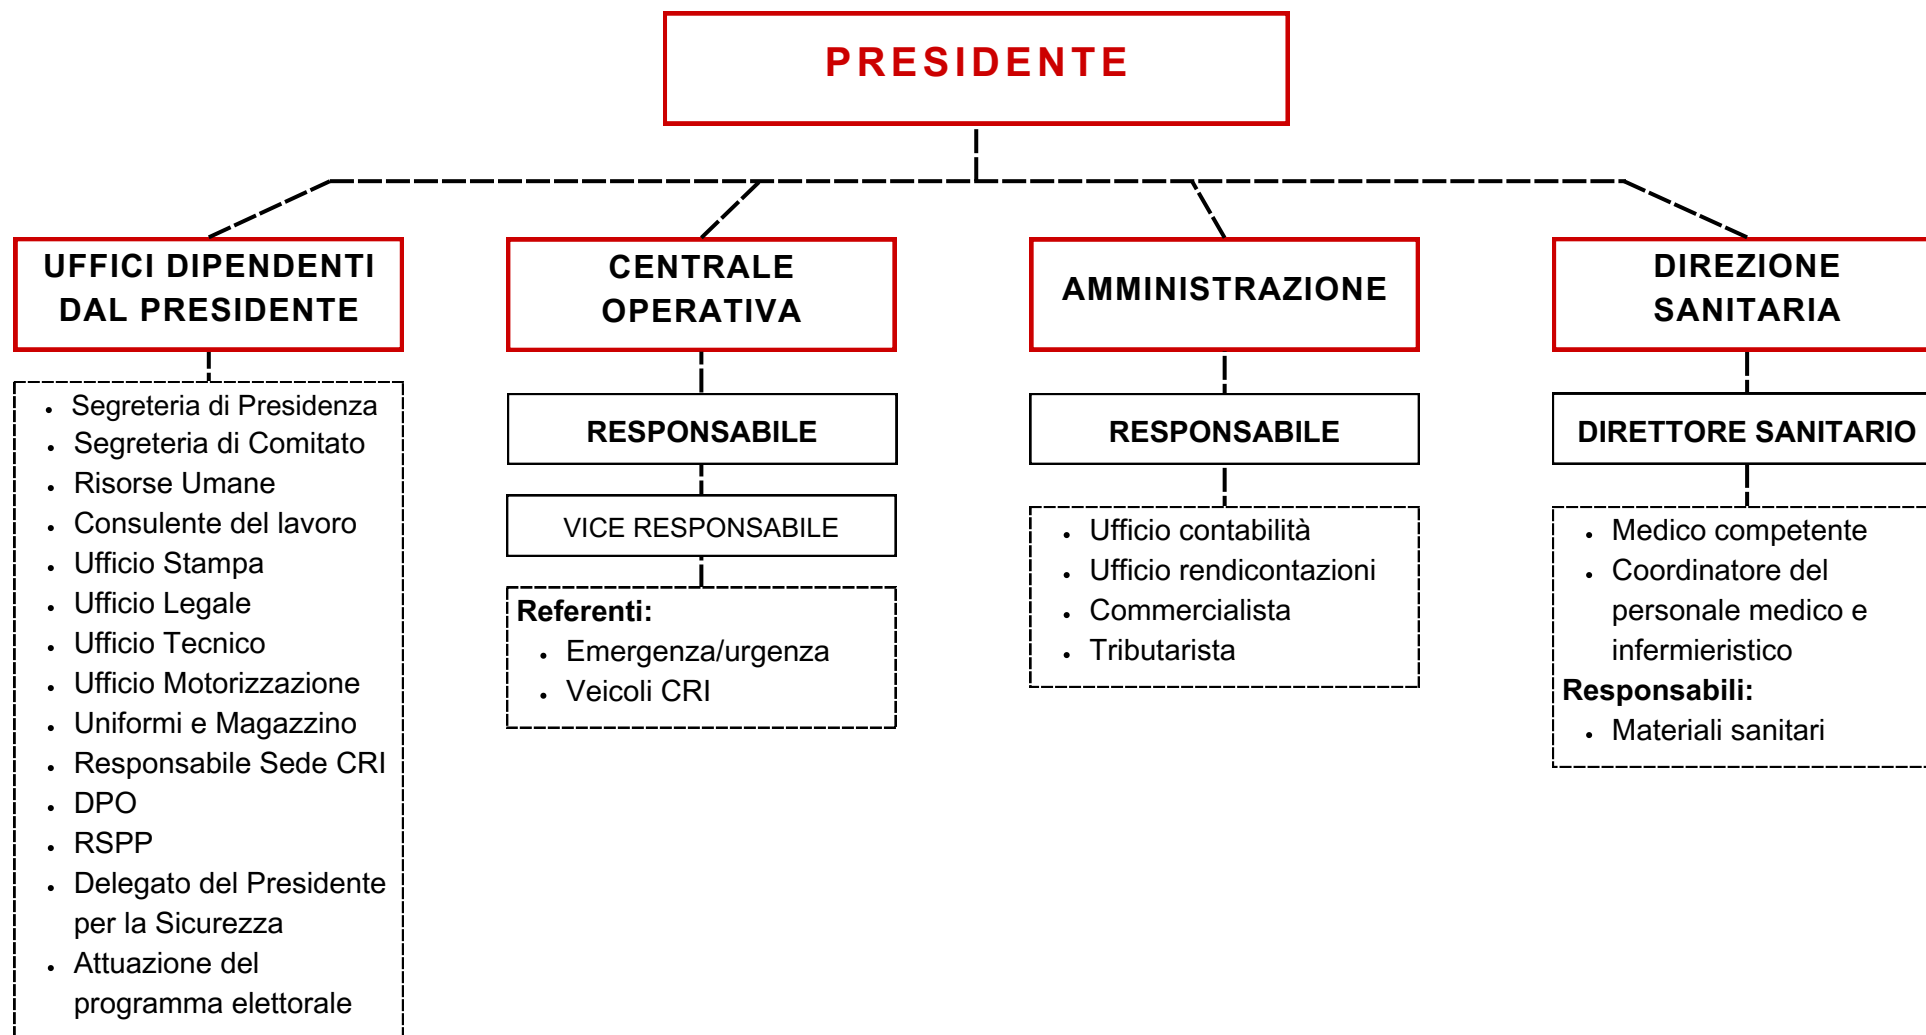 PRESIDENTE
UFFICI DIPENDENTI
DAL PRESIDENTE
• Segreteria di Presidenza
• Segreteria di Comitato
• Risorse Umane
• Consulente del lavoro
• Ufficio Stampa
• Ufficio Legale
• Ufficio Tecnico
• Ufficio Motorizzazione
• Uniformi e Magazzino
• Responsabile Sede CRI
• DPO
• RSPP
• Delegato del Presidente
per la Sicurezza
• Attuazione del
programma elettorale
CENTRALE
OPERATIVA
RESPONSABILE
VICE RESPONSABILE
Referenti:
• Emergenza/urgenza
• Veicoli CRI
AMMINISTRAZIONE
RESPONSABILE
• Ufficio contabilità
• Ufficio rendicontazioni
• Commercialista
• Tributarista
DIREZIONE
SANITARIA
DIRETTORE SANITARIO
• Medico competente
• Coordinatore del
personale medico e
infermieristico
Responsabili:
• Materiali sanitari